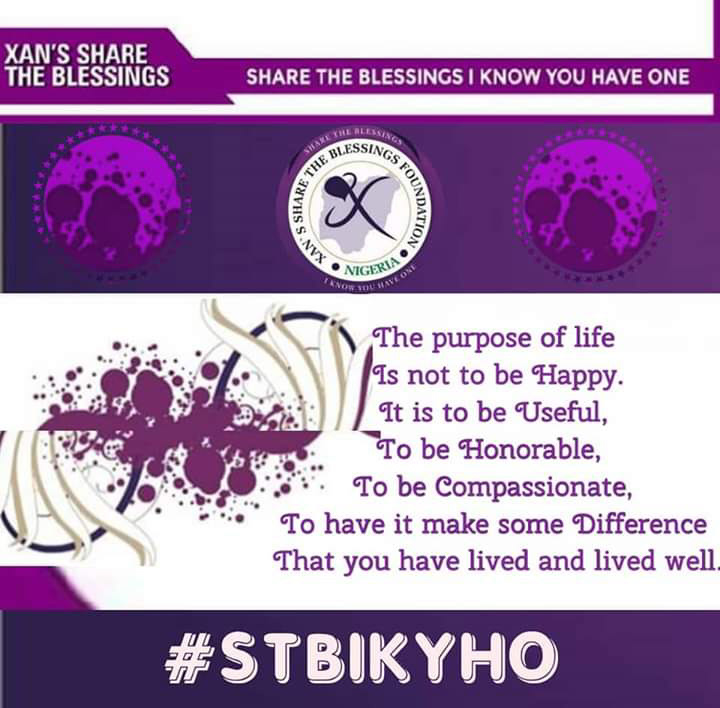 XAN'S SHARE
THE BLESSINGS
SHARE THE BLESSINGS I KNOW YOU HAVE ONE
SHARE THE BLESSINGS
XAN'S SHARE THE BLESSINGS FOUNDATION
NIGERIA
I KNOW YOU HAVE ONE
The purpose of life
Is not to be Happy.
It is to be Useful,
To be Honorable,
To be Compassionate,
To have it make some Difference
That you have lived and lived well.
#STBIKYHO